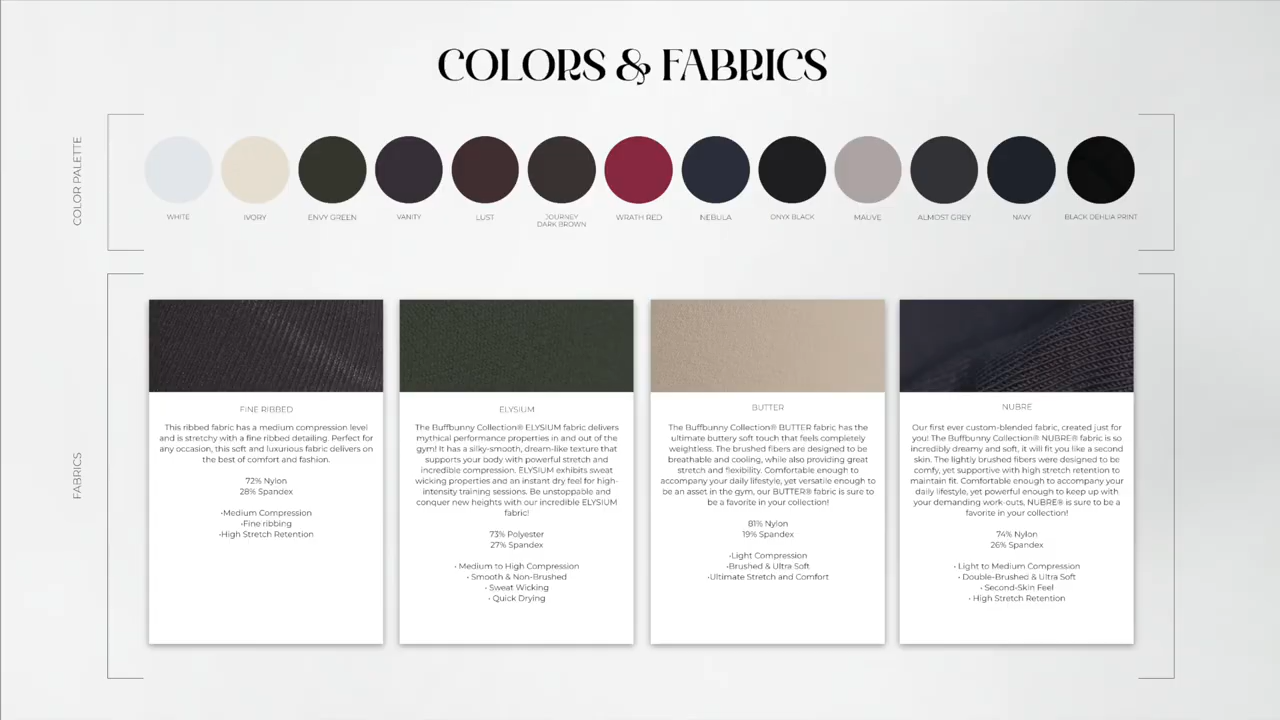 COLORS & FABRICS
COLOR PALETTE
WHITE
IVORY
ENVY GREEN
VANITY
LUST
JOURNEY
DARK BROWN
WRATH RED
NEBULA
ONYX BLACK
MAUVE
ALMOST GREY
NAVY
BLACK DEHLIA PRINT
FABRICS
FINE RIBBED
This ribbed fabric has a medium compression level
and is stretchy with a fine ribbed detailing. Perfect for
any occasion, this soft and luxurious fabric delivers on
the best of comfort and fashion.
72% Nylon
28% Spandex
•Medium Compression
•Fine ribbing
•High Stretch Retention
ELYSIUM
The Buffbunny Collection® ELYSIUM fabric delivers
mythical performance properties in and out of the
gym! It has a silky-smooth, dream-like texture that
supports your body with powerful stretch and
incredible compression. ELYSIUM exhibits sweat
wicking properties and an instant dry feel for high-
intensity training sessions. Be unstoppable and
conquer new heights with our incredible ELYSIUM
fabric!
73% Polyester
27% Spandex
• Medium to High Compression
• Smooth & Non-Brushed
• Sweat Wicking
• Quick Drying
BUTTER
The Buffbunny Collection® BUTTER fabric has the
ultimate buttery soft touch that feels completely
weightless. The brushed fibers are designed to be
breathable and cooling, while also providing great
stretch and flexibility. Comfortable enough to
accompany your daily lifestyle, yet versatile enough to
be an asset in the gym, our BUTTER® fabric is sure to
be a favorite in your collection!
81% Nylon
19% Spandex
•Light Compression
•Brushed & Ultra Soft
•Ultimate Stretch and Comfort
NUBRE
Our first ever custom-blended fabric, created just for
you! The Buffbunny Collection® NUBRE® fabric is so
incredibly dreamy and soft, it will fit you like a second
skin. The lightly brushed fibers were designed to be
comfy, yet supportive with high stretch retention to
maintain fit. Comfortable enough to accompany your
daily lifestyle, yet powerful enough to keep up with
your demanding work-outs, NUBRE® is sure to be a
favorite in your collection!
74% Nylon
26% Spandex
• Light to Medium Compression
• Double-Brushed & Ultra Soft
• Second-Skin Feel
• High Stretch Retention